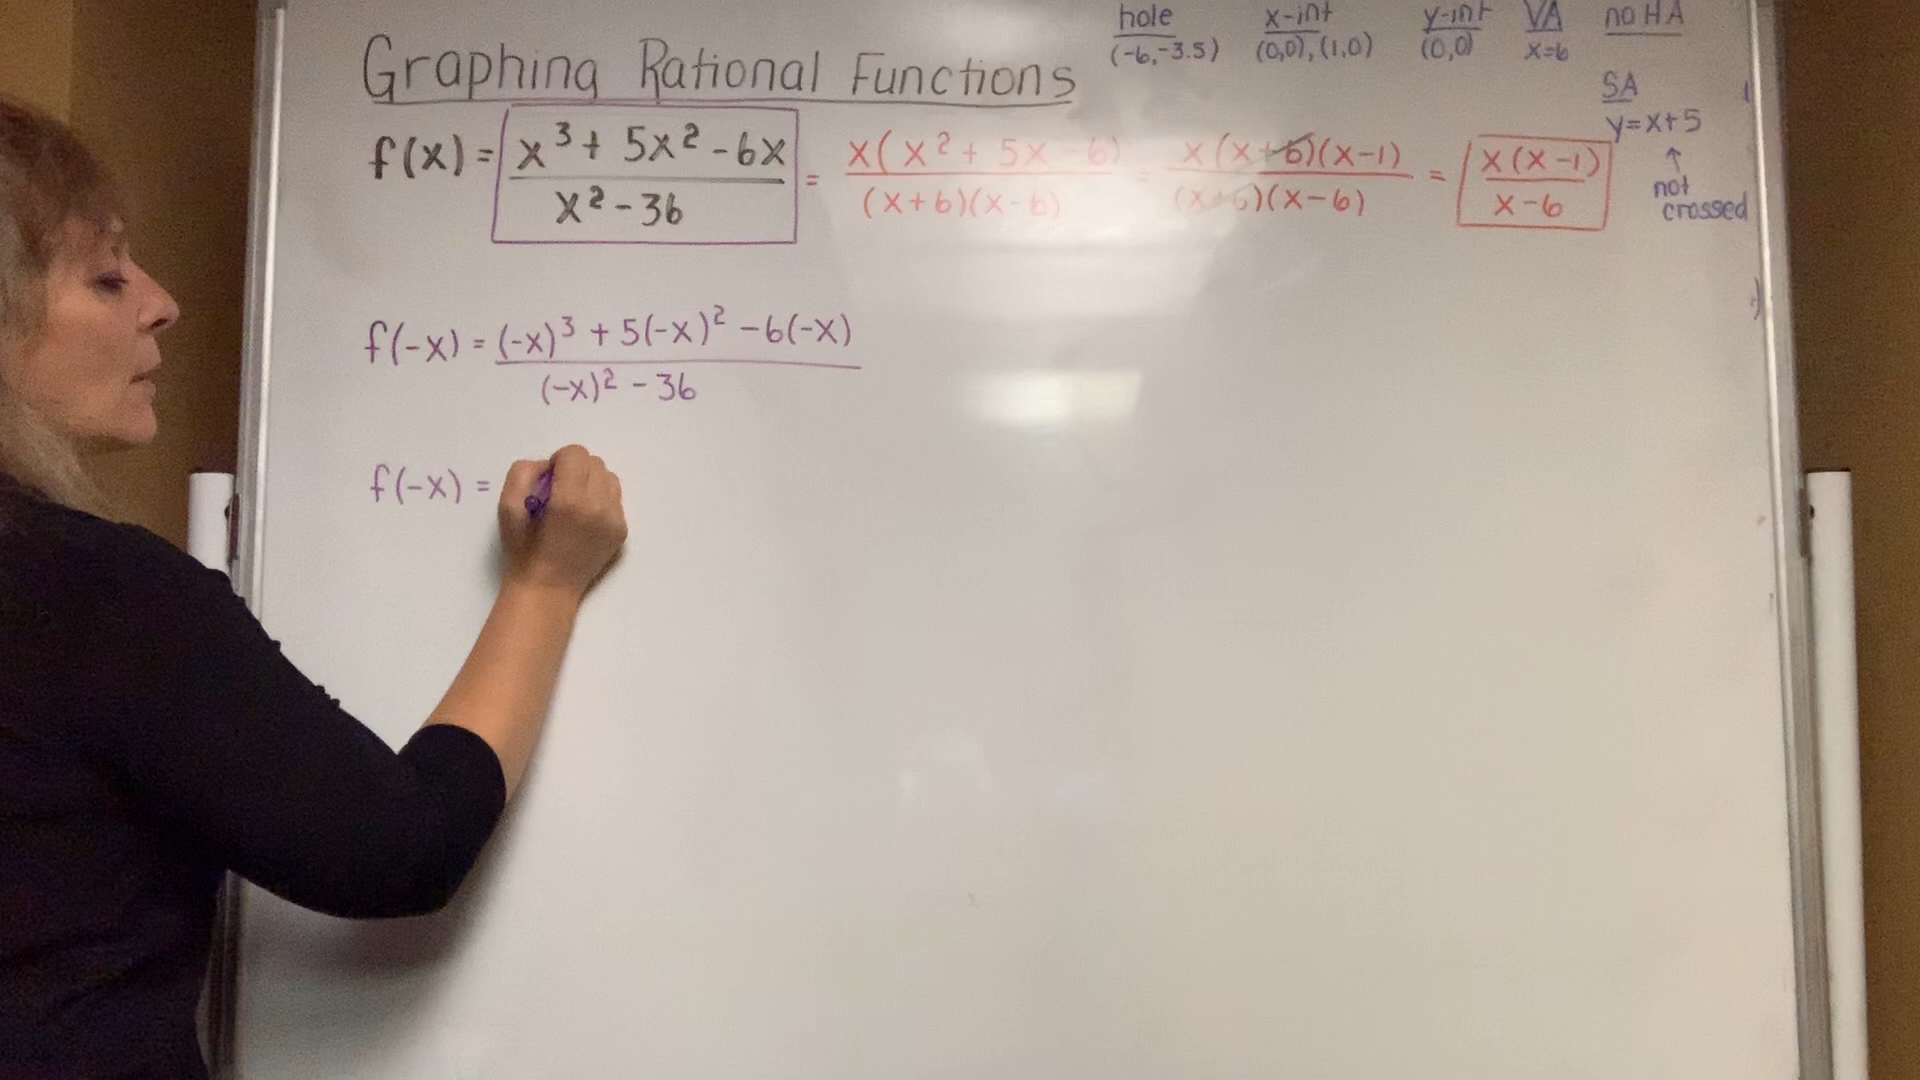 hole x-int y-int VA no HA
(-6,-3.5) (0,0),(1,0) (0,0) x=6
Graphing Rational Functions
SA
y=x+5
↑
not
crossed
f(x) = x³ + 5x² - 6x / x² - 36 = x(x² + 5x - 6) / (x+6)(x-6) = x(x+6)(x-1) / (x+6)(x-6) = x(x-1) / x-6
f(-x) = (-x)³ + 5(-x)² - 6(-x) / (-x)² - 36
f(-x) =